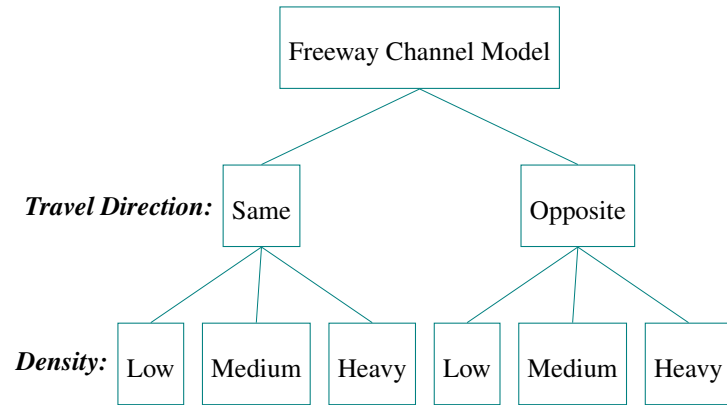 Freeway Channel Model
Travel Direction: Same Opposite
Density: Low Medium Heavy Low Medium Heavy